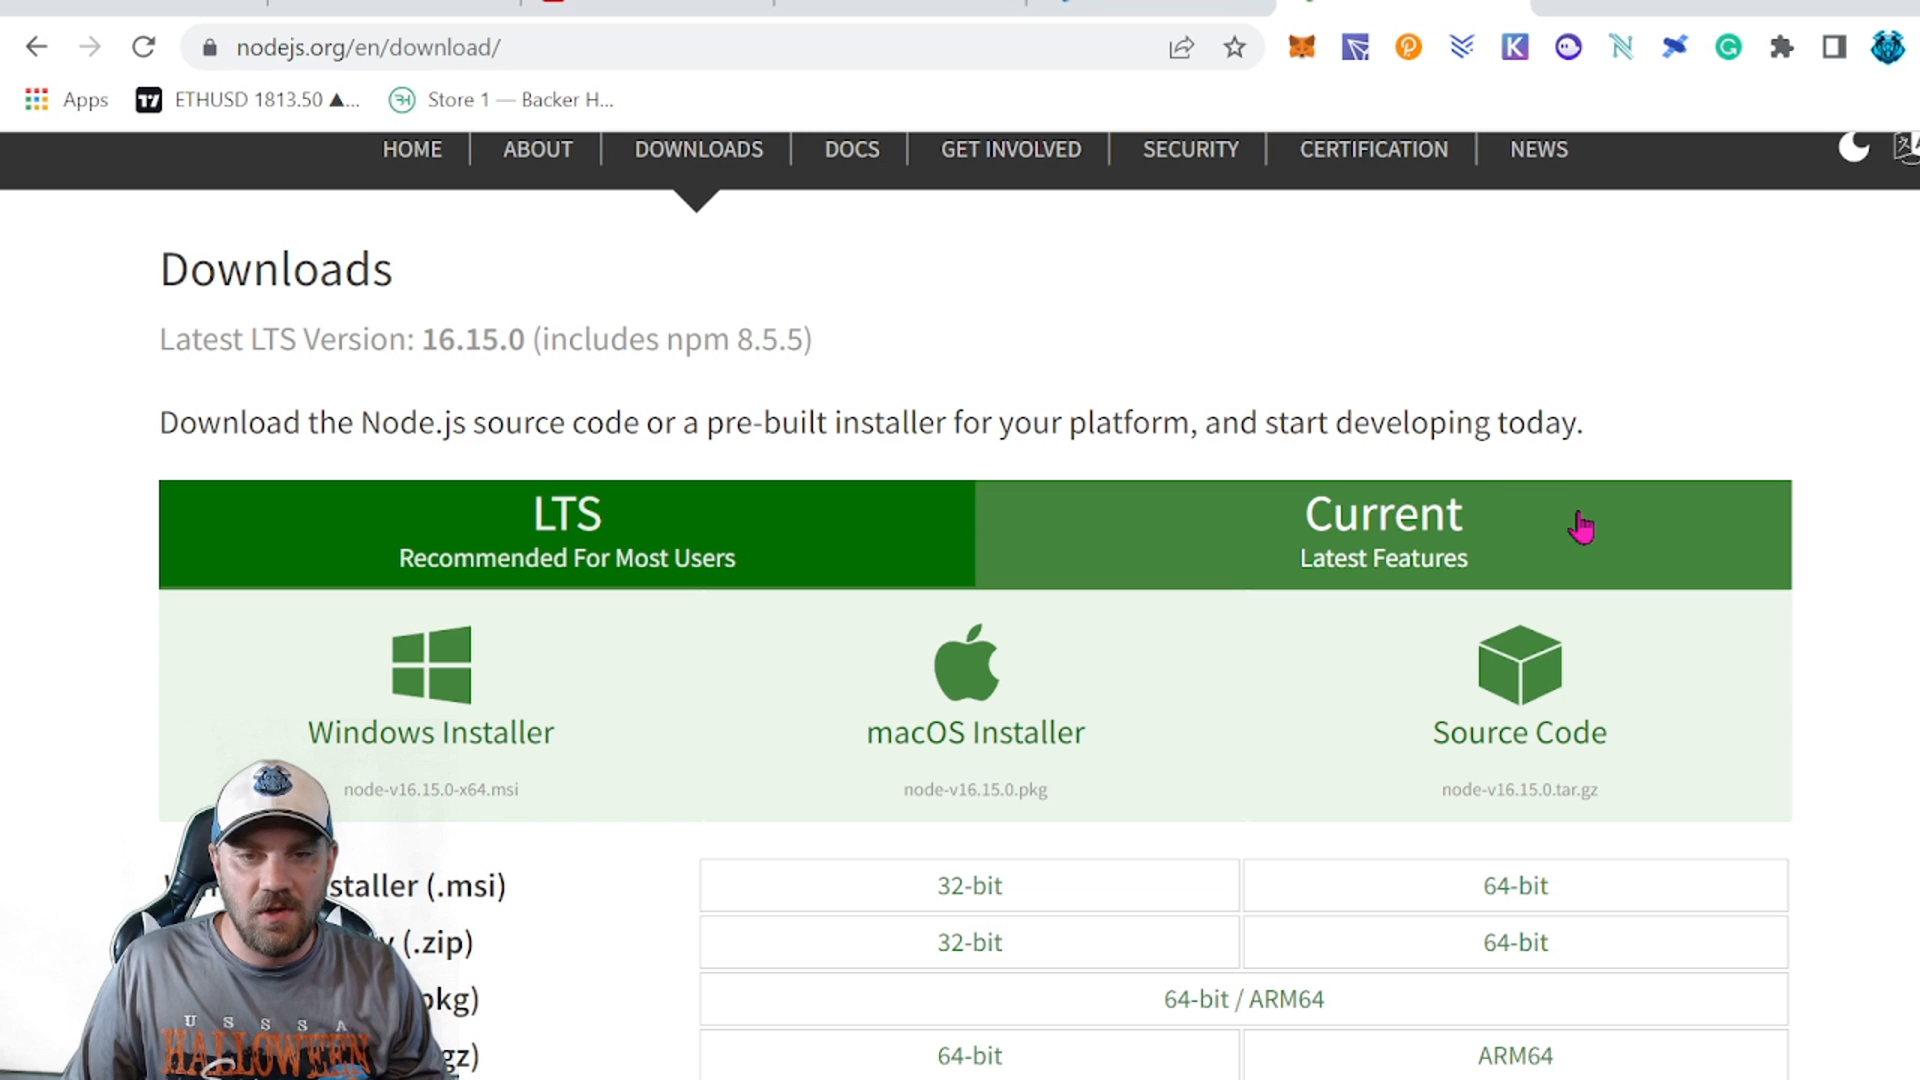 nodejs.org/en/download/
Apps
ETHUSD 1813.50 ▲...
Store 1 — Backer H...
HOME
ABOUT
DOWNLOADS
DOCS
GET INVOLVED
SECURITY
CERTIFICATION
NEWS
Downloads
Latest LTS Version: 16.15.0 (includes npm 8.5.5)
Download the Node.js source code or a pre-built installer for your platform, and start developing today.
LTS
Recommended For Most Users
Current
Latest Features
Windows Installer
node-v16.15.0-x64.msi
macOS Installer
node-v16.15.0.pkg
Source Code
node-v16.15.0.tar.gz
(.msi)
32-bit
64-bit
(.zip)
32-bit
64-bit
64-bit / ARM64
64-bit
ARM64
USSSA
HALLOWEEN